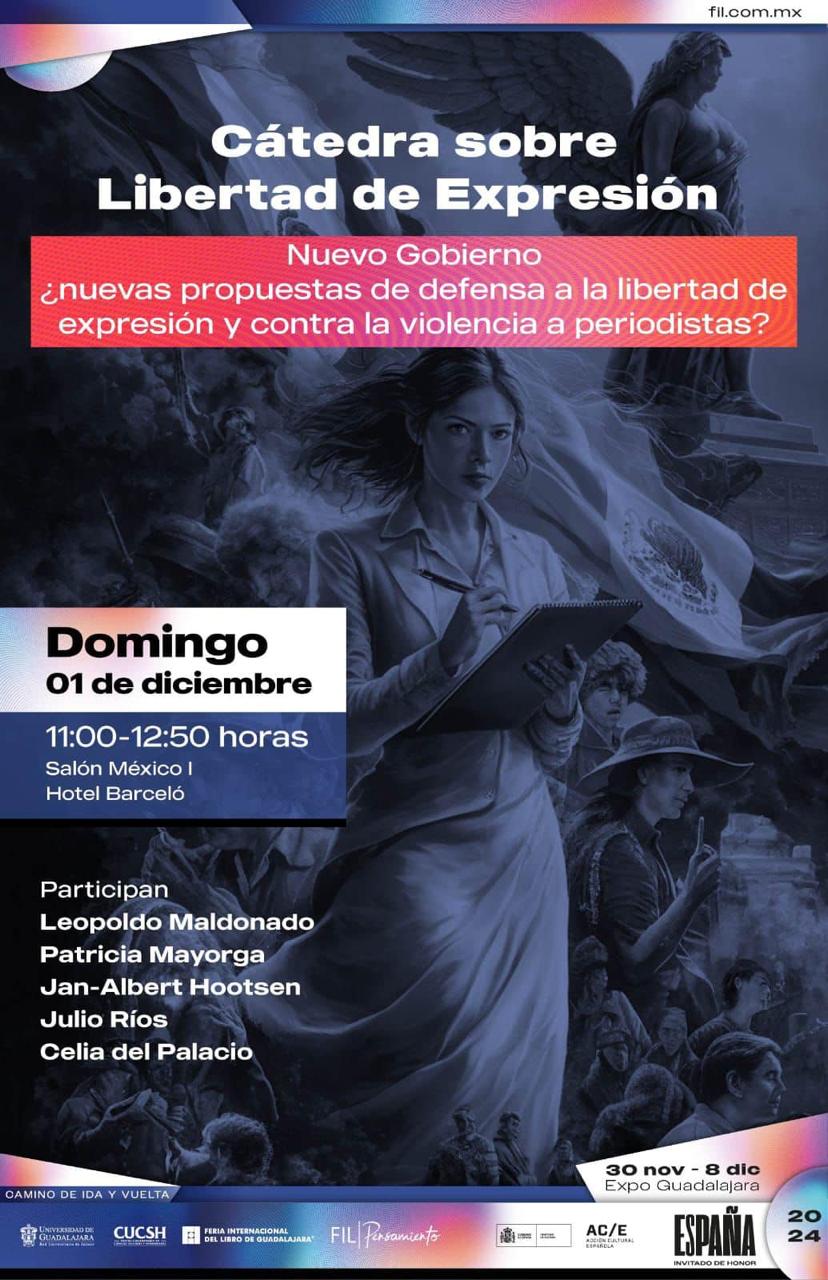 fil.com.mx
Cátedra sobre
Libertad de Expresión
Nuevo Gobierno
¿nuevas propuestas de defensa a la libertad de
expresión y contra la violencia a periodistas?
Domingo
01 de diciembre
11:00-12:50 horas
Salón México I
Hotel Barceló
Participan
Leopoldo Maldonado
Patricia Mayorga
Jan-Albert Hootsen
Julio Ríos
Celia del Palacio
30 nov - 8 dic
Expo Guadalajara
CAMINO DE IDA Y VUELTA
UNIVERSIDAD DE
GUADALAJARA
CUCSH
FERIA INTERNACIONAL
DEL LIBRO DE GUADALAJARA
FIL Pensamiento
AC/E
ACCIÓN CULTURAL
ESPAÑOLA
ESPAÑA
INVITADO DE HONOR
20
24